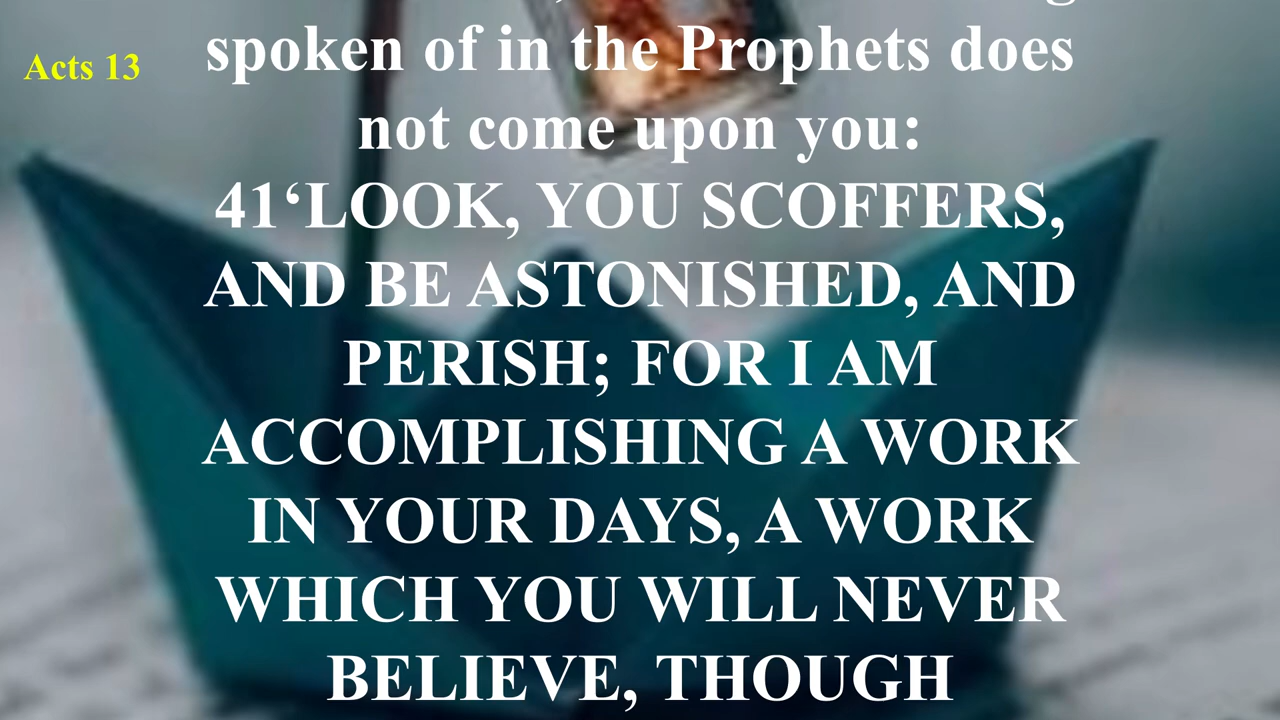 Acts 13
spoken of in the Prophets does
not come upon you:
41‘LOOK, YOU SCOFFERS,
AND BE ASTONISHED, AND
PERISH; FOR I AM
ACCOMPLISHING A WORK
IN YOUR DAYS, A WORK
WHICH YOU WILL NEVER
BELIEVE, THOUGH